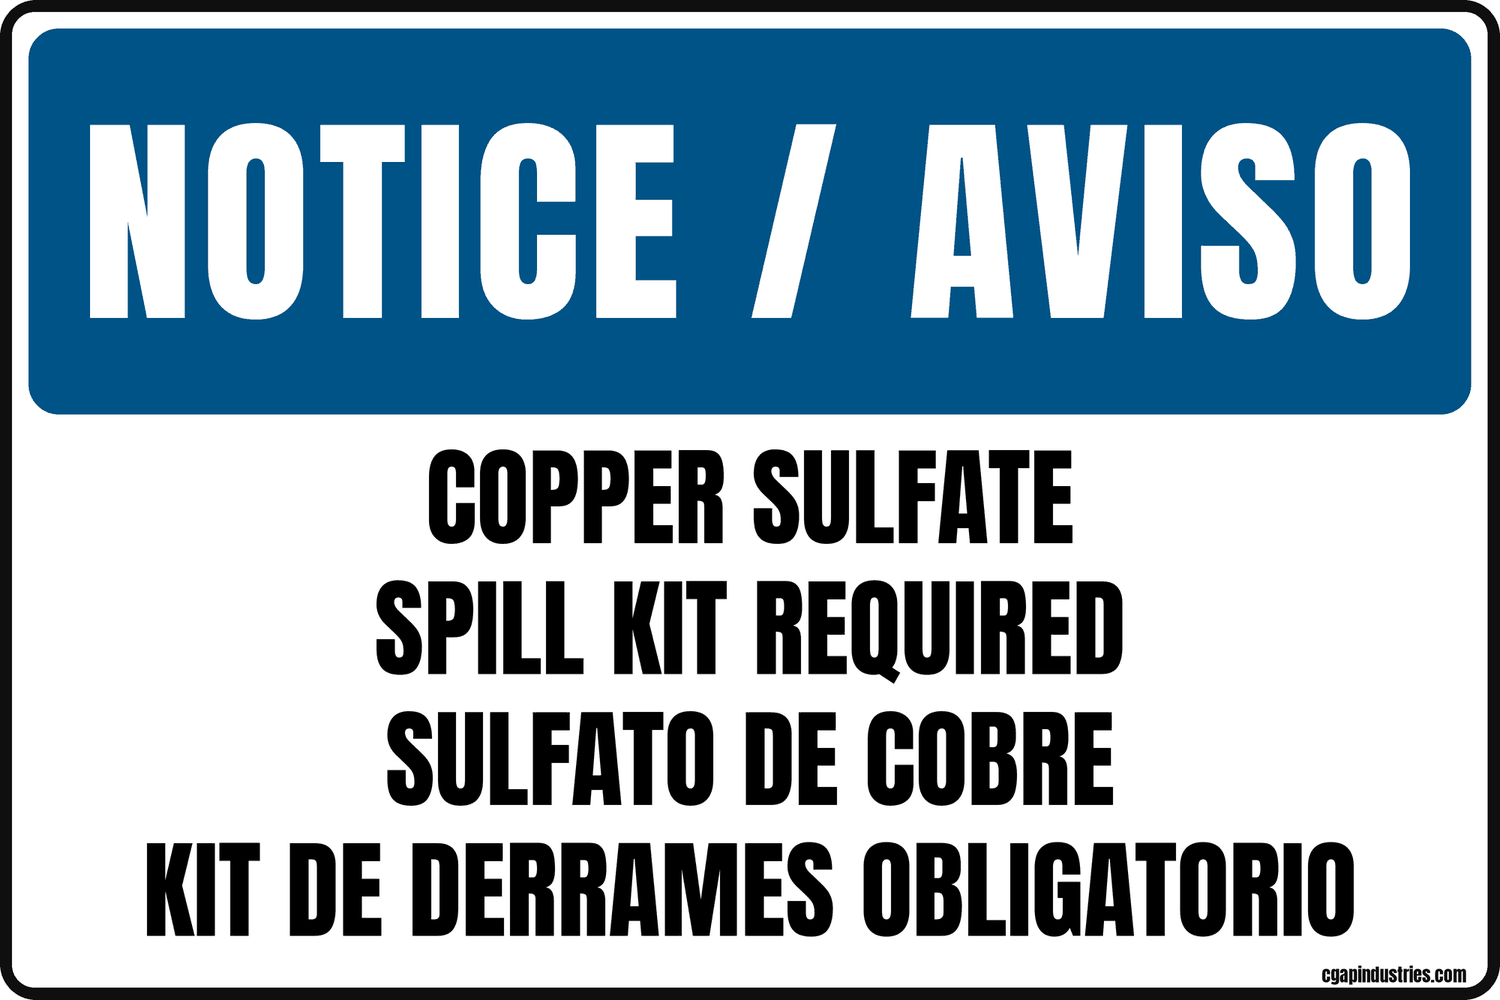 NOTICE / AVISO
COPPER SULFATE
SPILL KIT REQUIRED
SULFATO DE COBRE
KIT DE DERRAMES OBLIGATORIO
cgapindustries.com